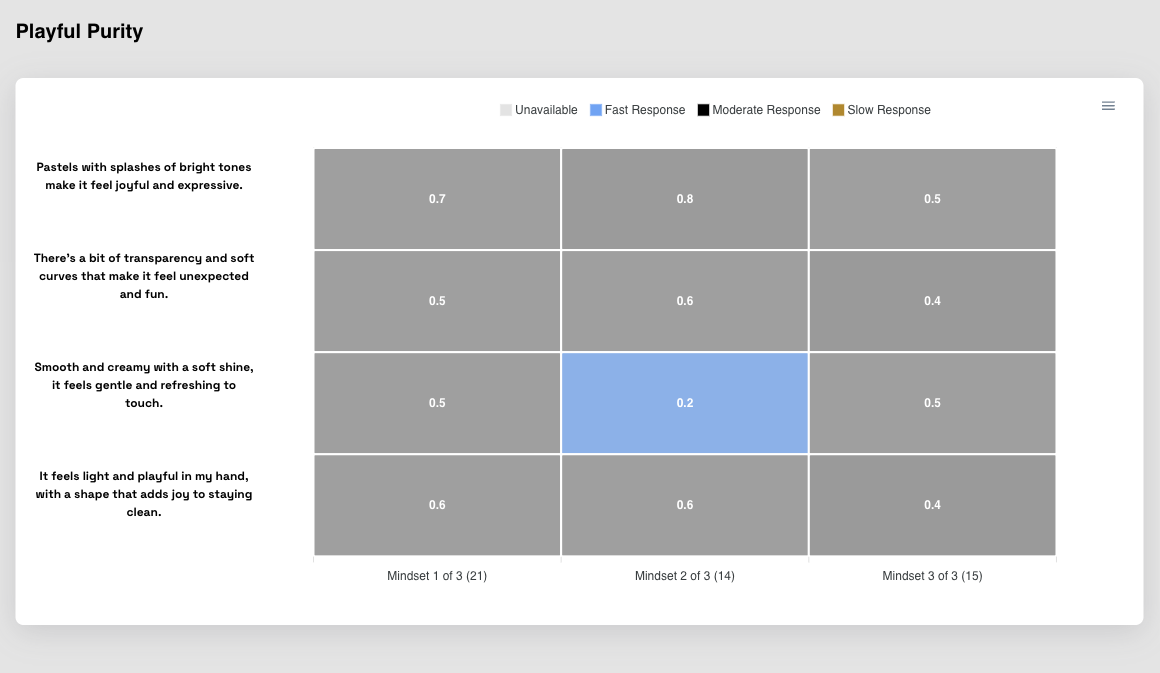 Playful Purity
Unavailable Fast Response Moderate Response Slow Response
Pastels with splashes of bright tones
make it feel joyful and expressive.
0.7 0.8 0.5
There's a bit of transparency and soft
curves that make it feel unexpected
and fun.
0.5 0.6 0.4
Smooth and creamy with a soft shine,
it feels gentle and refreshing to
touch.
0.5 0.2 0.5
It feels light and playful in my hand,
with a shape that adds joy to staying
clean.
0.6 0.6 0.4
Mindset 1 of 3 (21) Mindset 2 of 3 (14) Mindset 3 of 3 (15)